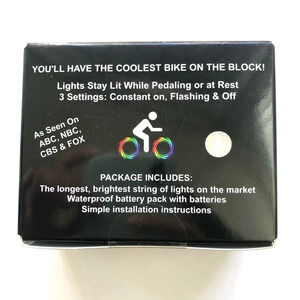 YOU'LL HAVE THE COOLEST BIKE ON THE BLOCK!
Lights Stay Lit While Pedaling or at Rest
3 Settings: Constant on, Flashing & Off
As Seen On
ABC, NBC,
CBS & FOX
PACKAGE INCLUDES:
The longest, brightest string of lights on the market
Waterproof battery pack with batteries
Simple installation instructions